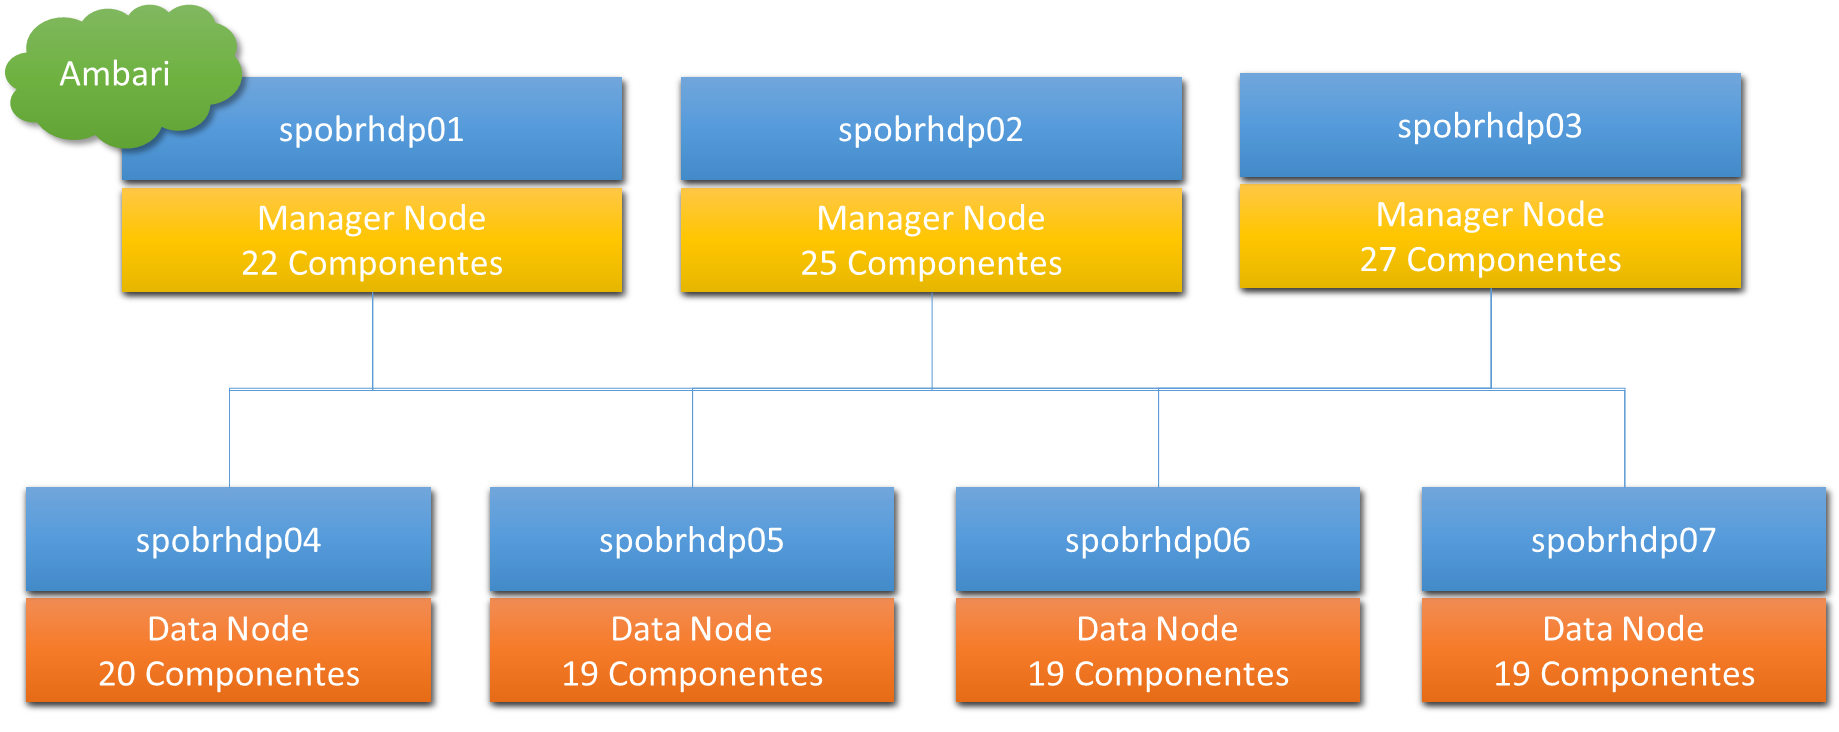 Ambari
spobrhdp01
Manager Node
22 Componentes
spobrhdp02
Manager Node
25 Componentes
spobrhdp03
Manager Node
27 Componentes
spobrhdp04
Data Node
20 Componentes
spobrhdp05
Data Node
19 Componentes
spobrhdp06
Data Node
19 Componentes
spobrhdp07
Data Node
19 Componentes